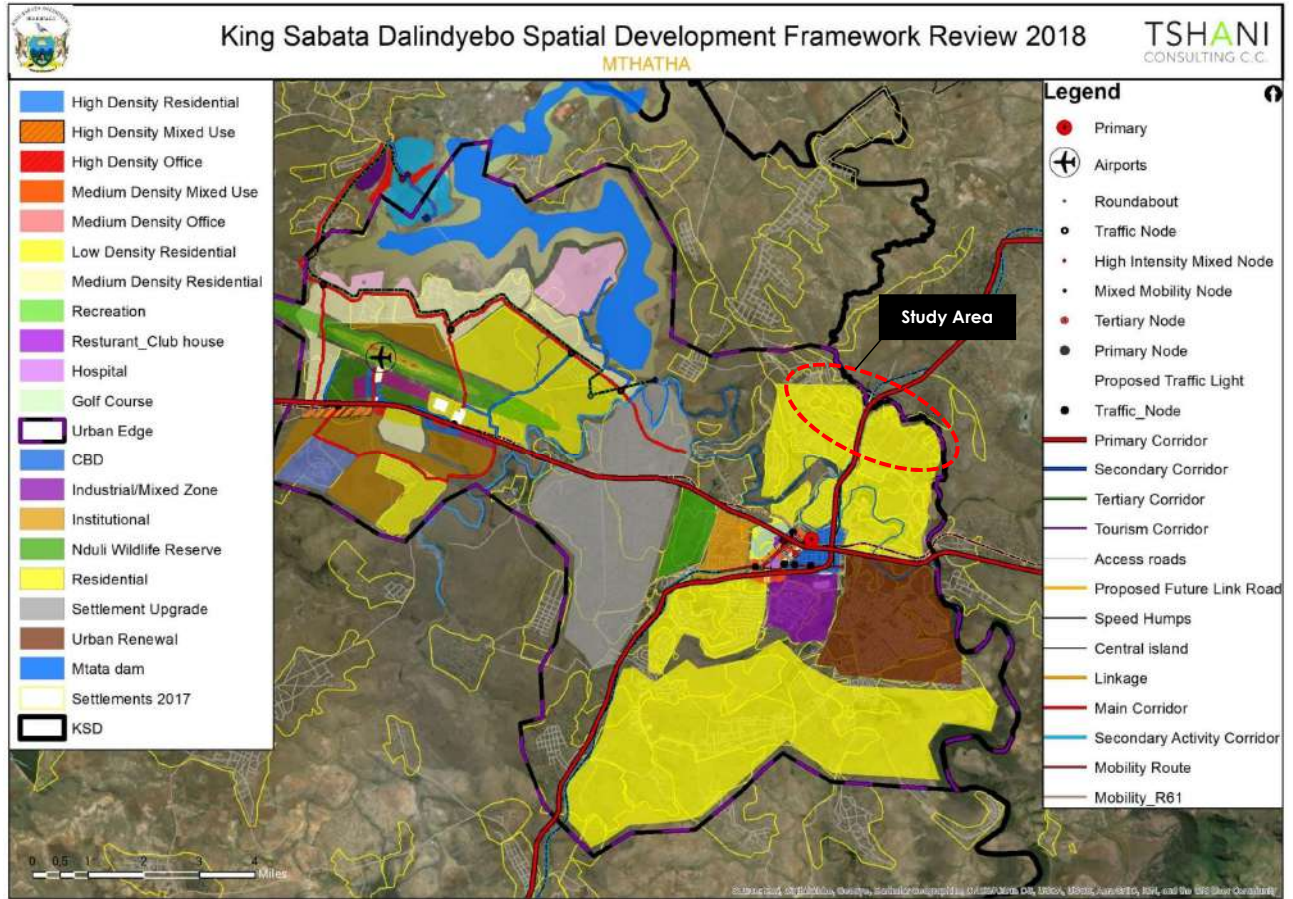 King Sabata Dalindyebo Spatial Development Framework Review 2018
MTHATHA
TSHANI
CONSULTING C.C.
High Density Residential
High Density Mixed Use
High Density Office
Medium Density Mixed Use
Medium Density Office
Low Density Residential
Medium Density Residential
Recreation
Resturant_Club house
Hospital
Golf Course
Urban Edge
CBD
Industrial/Mixed Zone
Institutional
Nduli Wildlife Reserve
Residential
Settlement Upgrade
Urban Renewal
Mtata dam
Settlements 2017
KSD
Study Area
Legend
Primary
Airports
Roundabout
Traffic Node
High Intensity Mixed Node
Mixed Mobility Node
Tertiary Node
Primary Node
Proposed Traffic Light
Traffic_Node
Primary Corridor
Secondary Corridor
Tertiary Corridor
Tourism Corridor
Access roads
Proposed Future Link Road
Speed Humps
Central island
Linkage
Main Corridor
Secondary Activity Corridor
Mobility Route
Mobility_R61
0 0,5 1 2 3 4
Miles